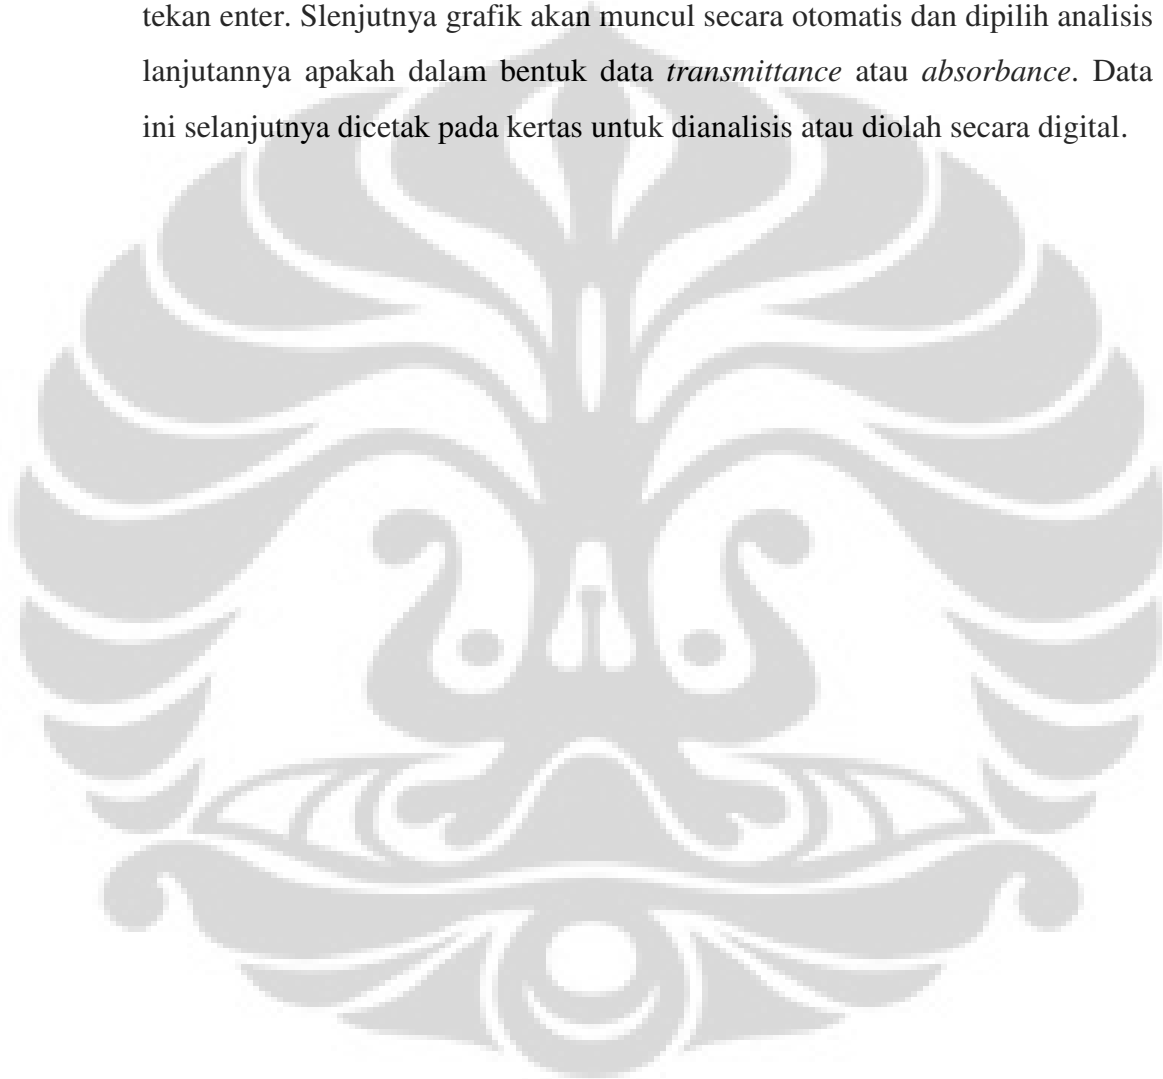 tekan enter. Slenjutnya grafik akan muncul secara otomatis dan dipilih analisis
lanjutannya apakah dalam bentuk data transmittance atau absorbance. Data
ini selanjutnya dicetak pada kertas untuk dianalisis atau diolah secara digital.